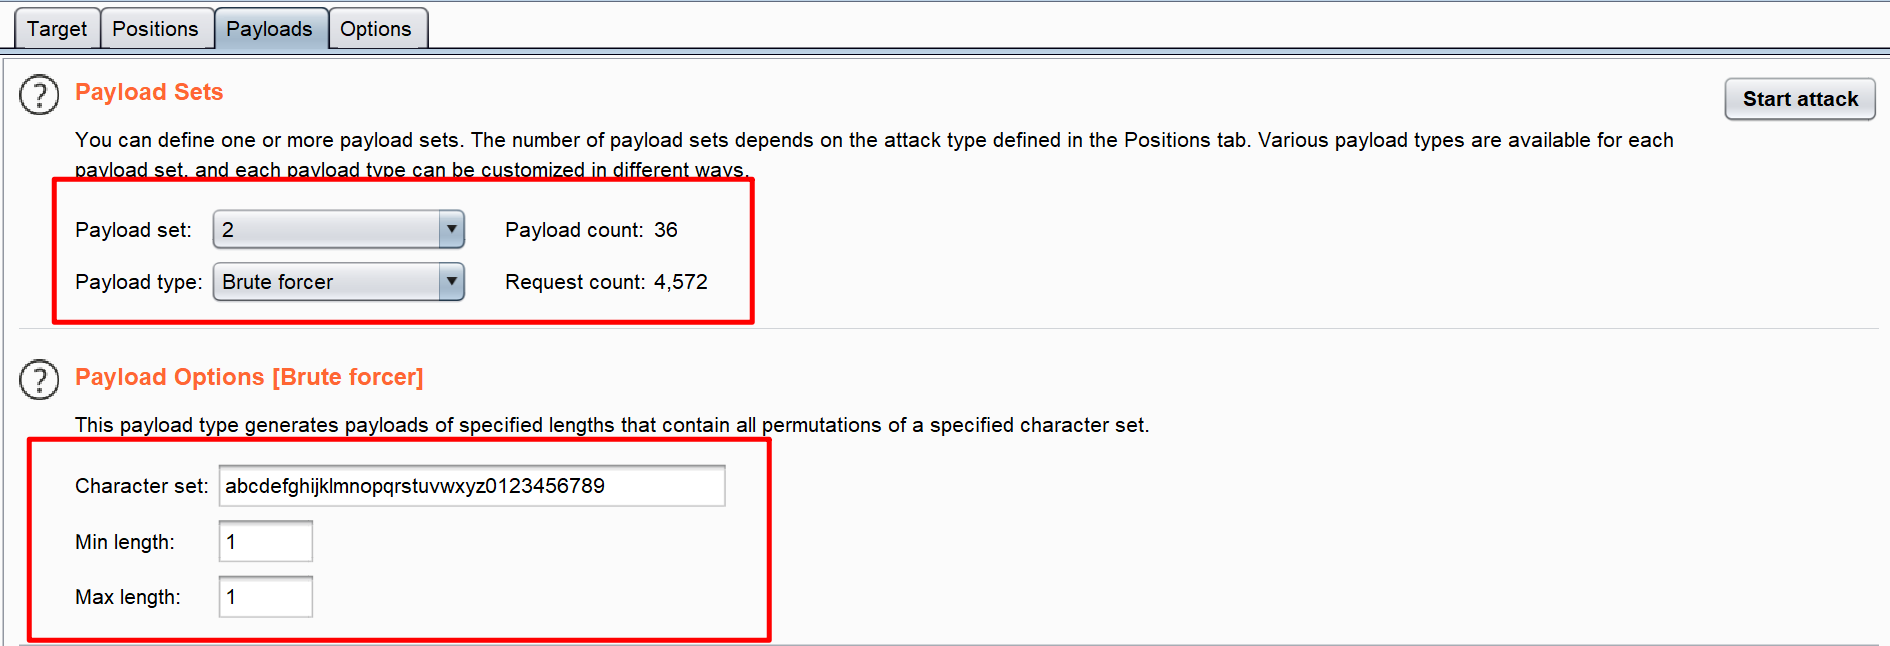 Target Positions Payloads Options
Payload Sets
Start attack
You can define one or more payload sets. The number of payload sets depends on the attack type defined in the Positions tab. Various payload types are available for each
payload set, and each payload type can be customized in different ways.
Payload set: 2 Payload count: 36
Payload type: Brute forcer Request count: 4,572
Payload Options [Brute forcer]
This payload type generates payloads of specified lengths that contain all permutations of a specified character set.
Character set: abcdefghijklmnopqrstuvwxyz0123456789
Min length: 1
Max length: 1